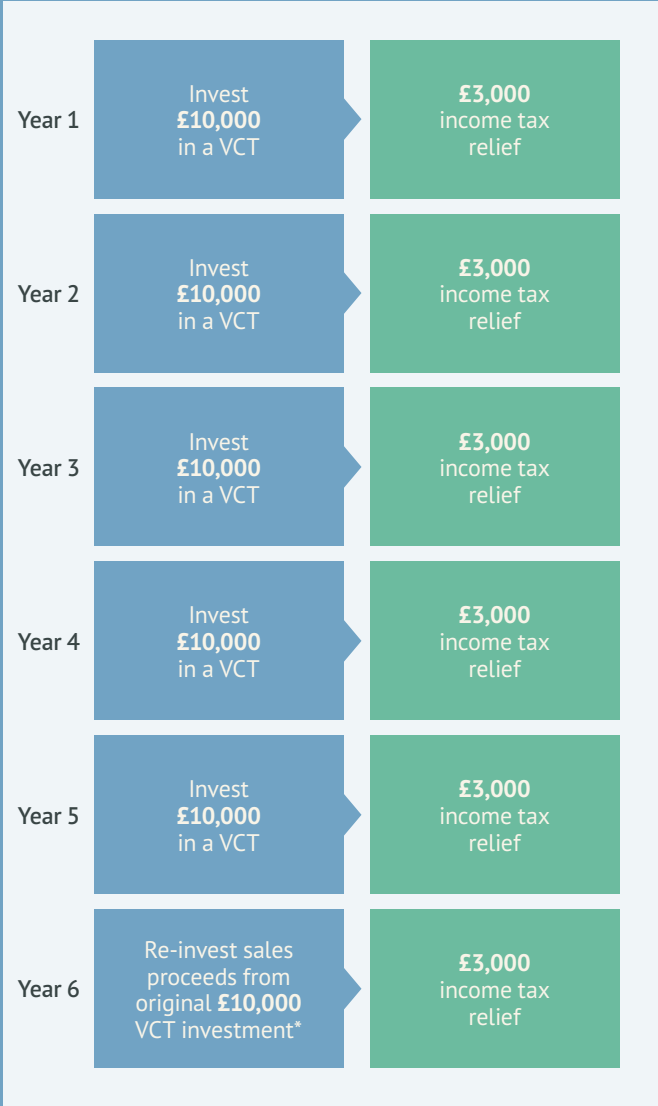 Year 1
Invest
£10,000
in a VCT
£3,000
income tax
relief
Year 2
Invest
£10,000
in a VCT
£3,000
income tax
relief
Year 3
Invest
£10,000
in a VCT
£3,000
income tax
relief
Year 4
Invest
£10,000
in a VCT
£3,000
income tax
relief
Year 5
Invest
£10,000
in a VCT
£3,000
income tax
relief
Year 6
Re-invest sales
proceeds from
original £10,000
VCT investment*
£3,000
income tax
relief